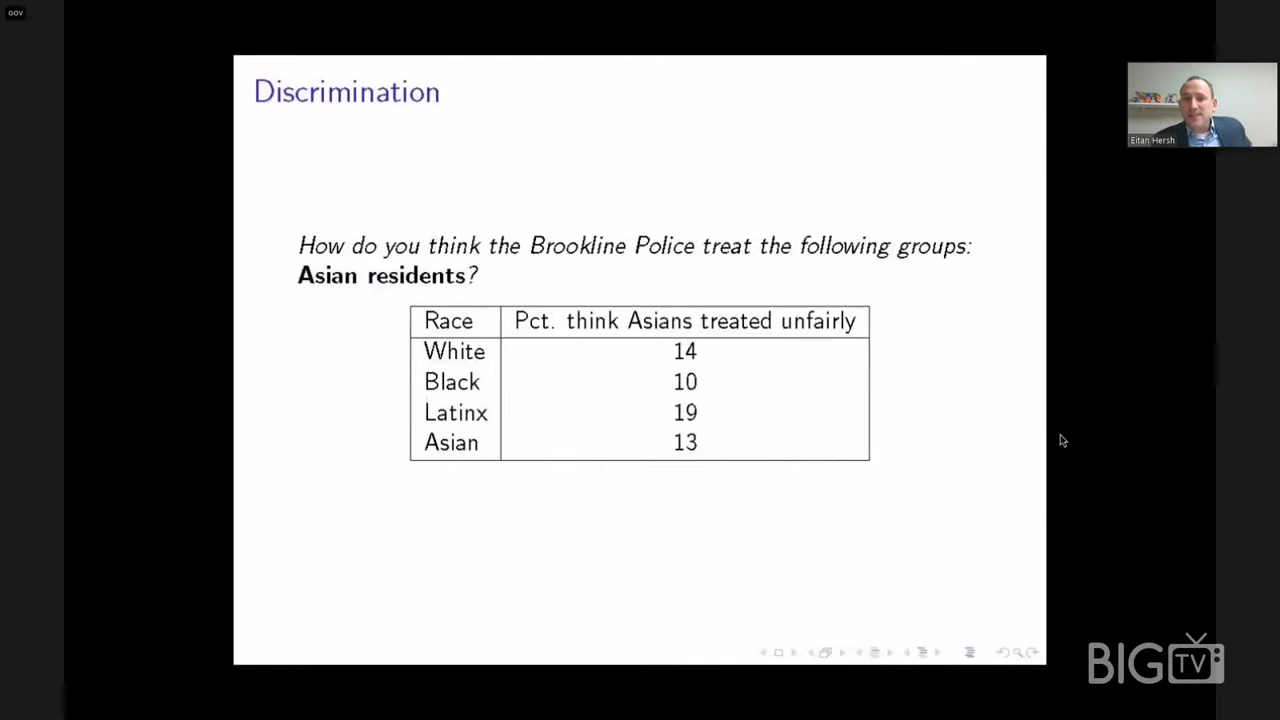 oov
Discrimination
Eitan Hersh
How do you think the Brookline Police treat the following groups:
Asian residents?
Race Pct. think Asians treated unfairly
White 14
Black 10
Latinx 19
Asian 13
BIG TV